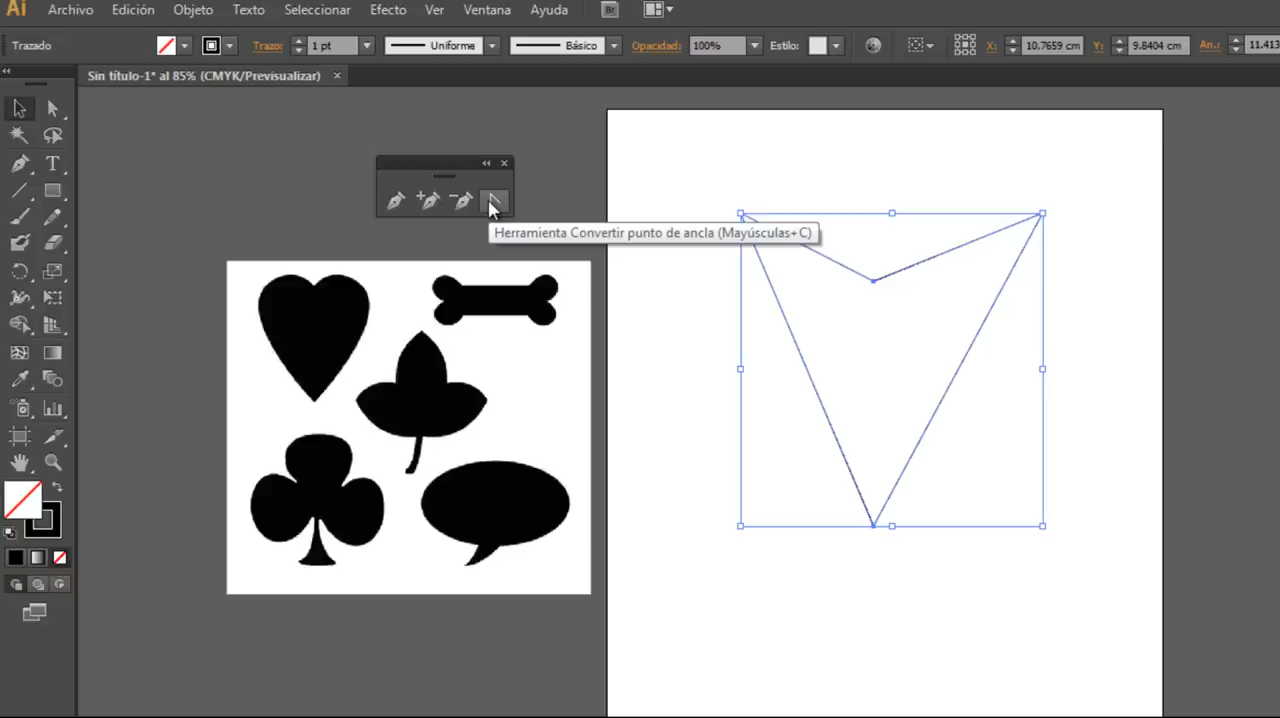 Ai Archivo Edición Objeto Texto Seleccionar Efecto Ver Ventana Ayuda Br
Trazado Trazo: 1 pt Uniforme Básico Opacidad: 100% Estilo: X: 10.7659 cm Y: 9.8404 cm An.: 11.413
Sin título-1* al 85% (CMYK/Previsualizar) ×
Herramienta Convertir punto de ancla (Mayúsculas+C)